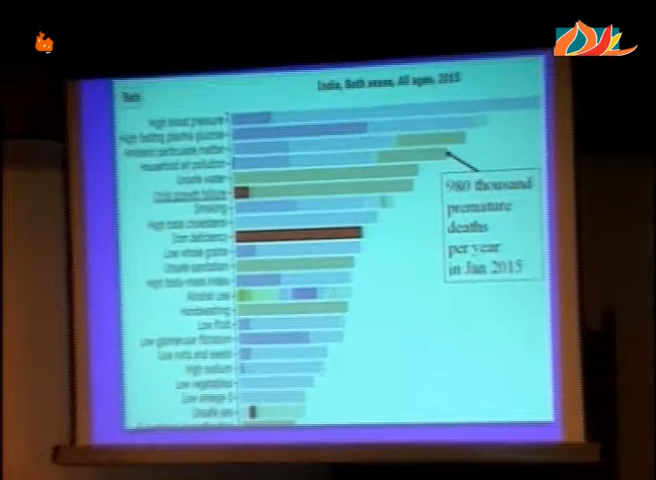 India, Both sexes, All ages, 2015
High blood pressure
High fasting plasma glucose
Ambient particulate matter
Household air pollution
Unsafe water
Child growth failure
Smoking
High total cholesterol
Iron deficiency
Low whole grains
Unsafe sanitation
High body-mass index
Alcohol use
Handwashing
Low fruit
Low glomerular filtration
Low nuts and seeds
High sodium
Low vegetables
Low omega-3
Unsafe sex
980 thousand
premature
deaths
per year
in Jan 2015